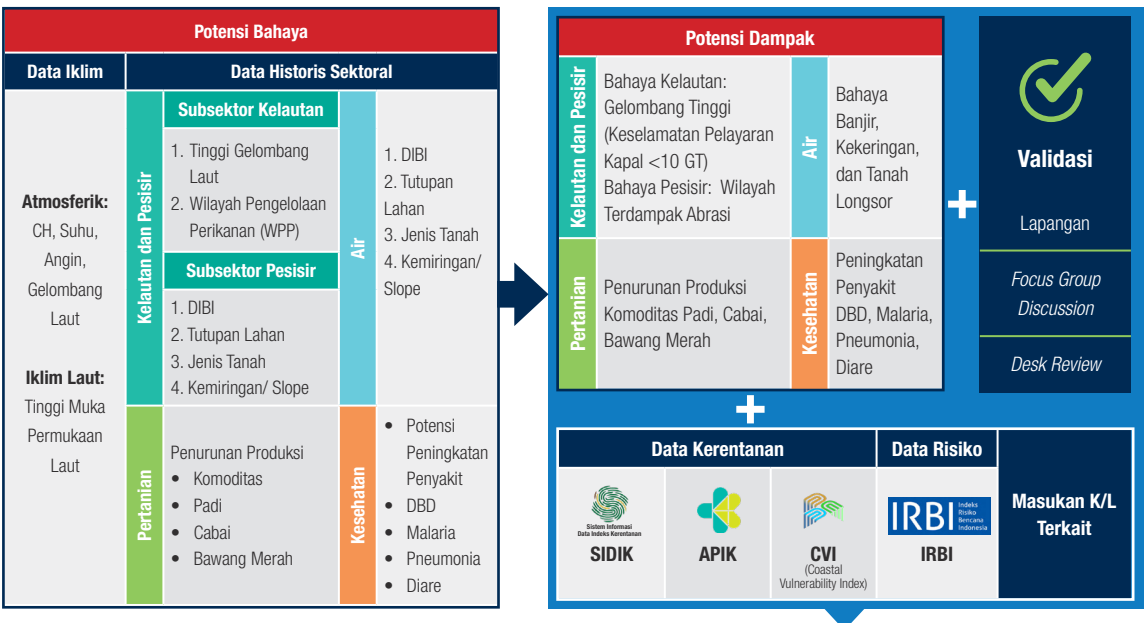 Potensi Bahaya
Data Iklim
Data Historis Sektoral
Atmosferik:
CH, Suhu,
Angin,
Gelombang
Laut
Iklim Laut:
Tinggi Muka
Permukaan
Laut
Kelautan dan Pesisir
Subsektor Kelautan
1. Tinggi Gelombang
Laut
2. Wilayah Pengelolaan
Perikanan (WPP)
Subsektor Pesisir
1. DIBI
2. Tutupan Lahan
3. Jenis Tanah
4. Kemiringan/ Slope
Air
1. DIBI
2. Tutupan
Lahan
3. Jenis Tanah
4. Kemiringan/
Slope
Pertanian
Penurunan Produksi
• Komoditas
• Padi
• Cabai
• Bawang Merah
Kesehatan
• Potensi
Peningkatan
Penyakit
• DBD
• Malaria
• Pneumonia
• Diare
Potensi Dampak
Kelautan dan Pesisir
Bahaya Kelautan:
Gelombang Tinggi
(Keselamatan Pelayaran
Kapal <10 GT)
Bahaya Pesisir: Wilayah
Terdampak Abrasi
Air
Bahaya
Banjir,
Kekeringan,
dan Tanah
Longsor
Pertanian
Penurunan Produksi
Komoditas Padi, Cabai,
Bawang Merah
Kesehatan
Peningkatan
Penyakit
DBD, Malaria,
Pneumonia,
Diare
+
Validasi
Lapangan
Focus Group
Discussion
Desk Review
+
Data Kerentanan
Data Risiko
Sistem Informasi
Data Indeks Kerentanan
SIDIK
APIK
CVI
(Coastal
Vulnerability Index)
IRBI
Indeks
Risiko
Bencana
Indonesia
IRBI
Masukan K/L
Terkait